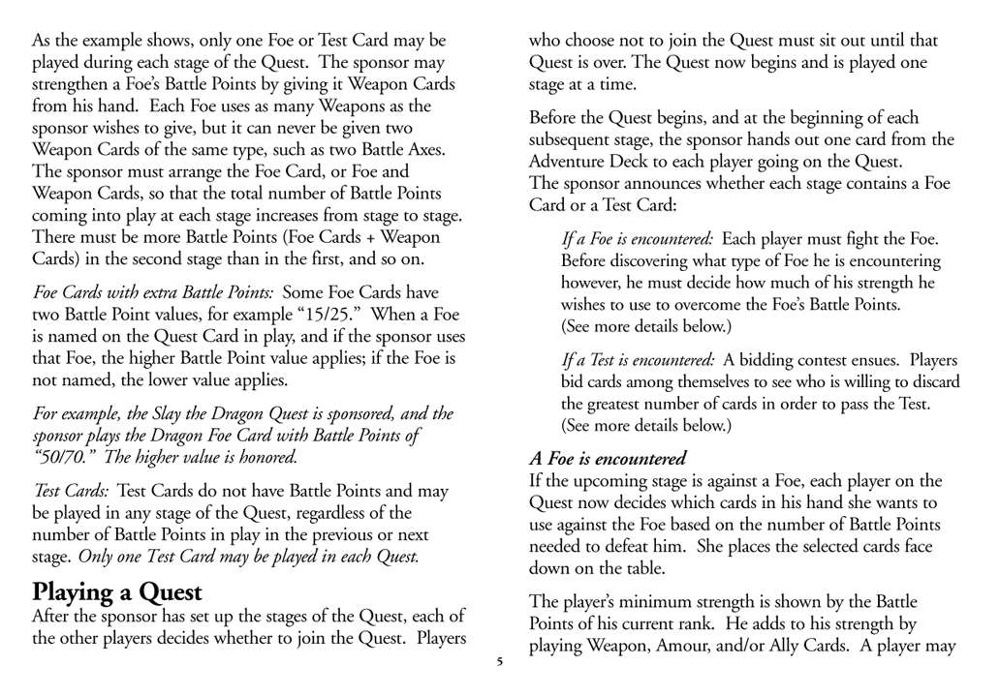 As the example shows, only one Foe or Test Card may be
played during each stage of the Quest.  The sponsor may
strengthen a Foe's Battle Points by giving it Weapon Cards
from his hand.  Each Foe uses as many Weapons as the
sponsor wishes to give, but it can never be given two
Weapon Cards of the same type, such as two Battle Axes.
The sponsor must arrange the Foe Card, or Foe and
Weapon Cards, so that the total number of Battle Points
coming into play at each stage increases from stage to stage.
There must be more Battle Points (Foe Cards + Weapon
Cards) in the second stage than in the first, and so on.
Foe Cards with extra Battle Points:  Some Foe Cards have
two Battle Point values, for example “15/25.”  When a Foe
is named on the Quest Card in play, and if the sponsor uses
that Foe, the higher Battle Point value applies; if the Foe is
not named, the lower value applies.
For example, the Slay the Dragon Quest is sponsored, and the
sponsor plays the Dragon Foe Card with Battle Points of
“50/70.”  The higher value is honored.
Test Cards:  Test Cards do not have Battle Points and may
be played in any stage of the Quest, regardless of the
number of Battle Points in play in the previous or next
stage. Only one Test Card may be played in each Quest.
Playing a Quest
After the sponsor has set up the stages of the Quest, each of
the other players decides whether to join the Quest.  Players
who choose not to join the Quest must sit out until that
Quest is over. The Quest now begins and is played one
stage at a time.
Before the Quest begins, and at the beginning of each
subsequent stage, the sponsor hands out one card from the
Adventure Deck to each player going on the Quest.
The sponsor announces whether each stage contains a Foe
Card or a Test Card:
If a Foe is encountered:  Each player must fight the Foe.
Before discovering what type of Foe he is encountering
however, he must decide how much of his strength he
wishes to use to overcome the Foe's Battle Points.
(See more details below.)
If a Test is encountered:  A bidding contest ensues.  Players
bid cards among themselves to see who is willing to discard
the greatest number of cards in order to pass the Test.
(See more details below.)
A Foe is encountered
If the upcoming stage is against a Foe, each player on the
Quest now decides which cards in his hand she wants to
use against the Foe based on the number of Battle Points
needed to defeat him.  She places the selected cards face
down on the table.
The player's minimum strength is shown by the Battle
Points of his current rank.  He adds to his strength by
playing Weapon, Amour, and/or Ally Cards.  A player may
5